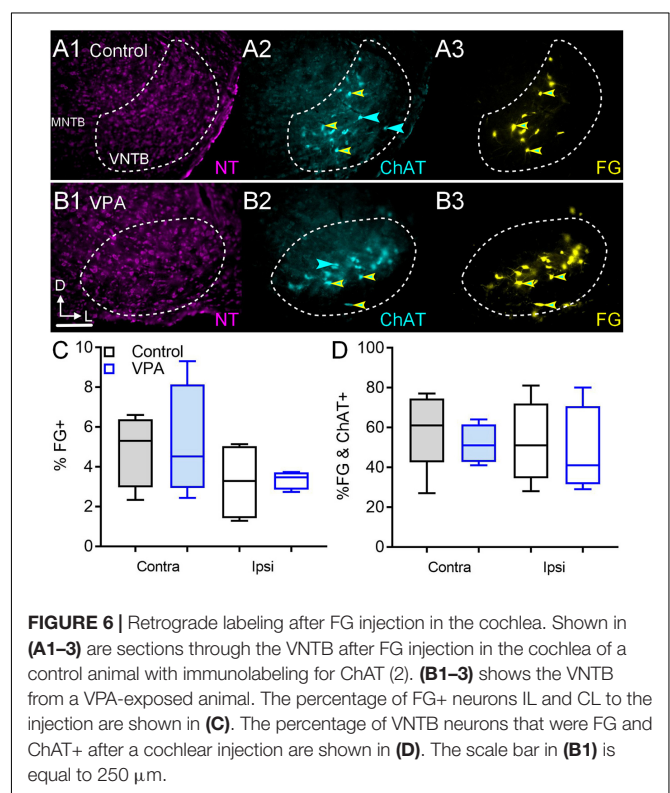 A1 Control
A2
A3
MNTB
VNTB
NT
ChAT
FG
B1 VPA
B2
B3
D
L
NT
ChAT
FG
C
D
10
8
6
4
2
0
% FG+
Control
VPA
Contra
Ipsi
100
80
60
40
20
0
%FG & ChAT+
Contra
Ipsi
FIGURE 6 | Retrograde labeling after FG injection in the cochlea. Shown in
(A1–3) are sections through the VNTB after FG injection in the cochlea of a
control animal with immunolabeling for ChAT (2). (B1–3) shows the VNTB
from a VPA-exposed animal. The percentage of FG+ neurons IL and CL to the
injection are shown in (C). The percentage of VNTB neurons that were FG and
ChAT+ after a cochlear injection are shown in (D). The scale bar in (B1) is
equal to 250 μm.